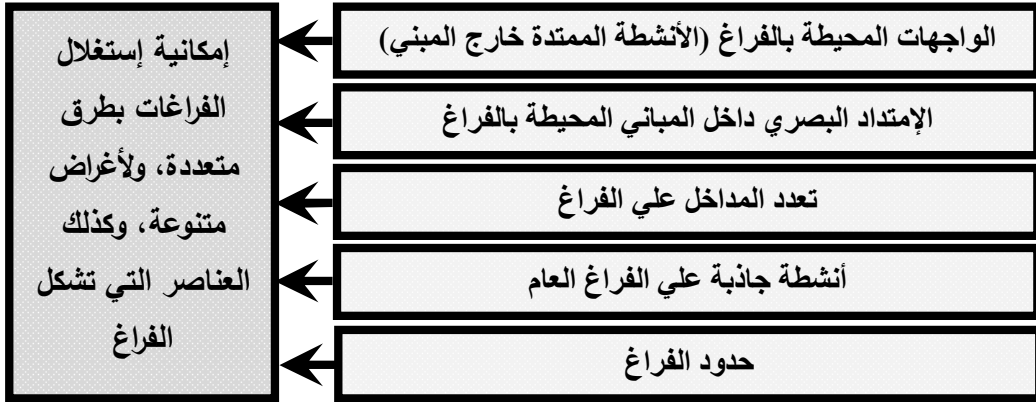 الواجهات المحيطة بالفراغ (الأنشطة الممتدة خارج المبني)
الإمتداد البصري داخل المباني المحيطة بالفراغ
تعدد المداخل علي الفراغ
أنشطة جاذبة علي الفراغ العام
حدود الفراغ
إمكانية إستغلال
الفراغات بطرق
متعددة، ولأغراض
متنوعة، وكذلك
العناصر التي تشكل
الفراغ